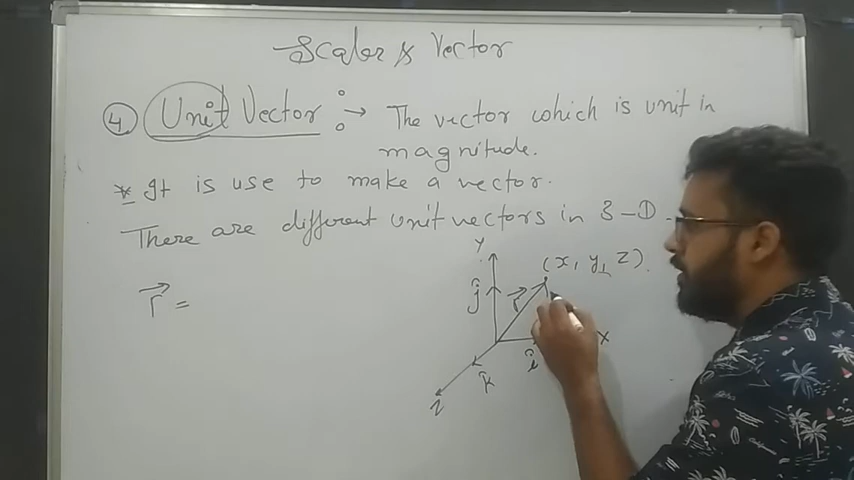 Scaler & Vector
④ Unit Vector :→ The vector which is unit in
magnitude.
* It is use to make a vector.
There are different Unit vectors in 3-D.
Y
(x, y, z).
ĵ
r⃗
r⃗ =
X
î
k̂
Z